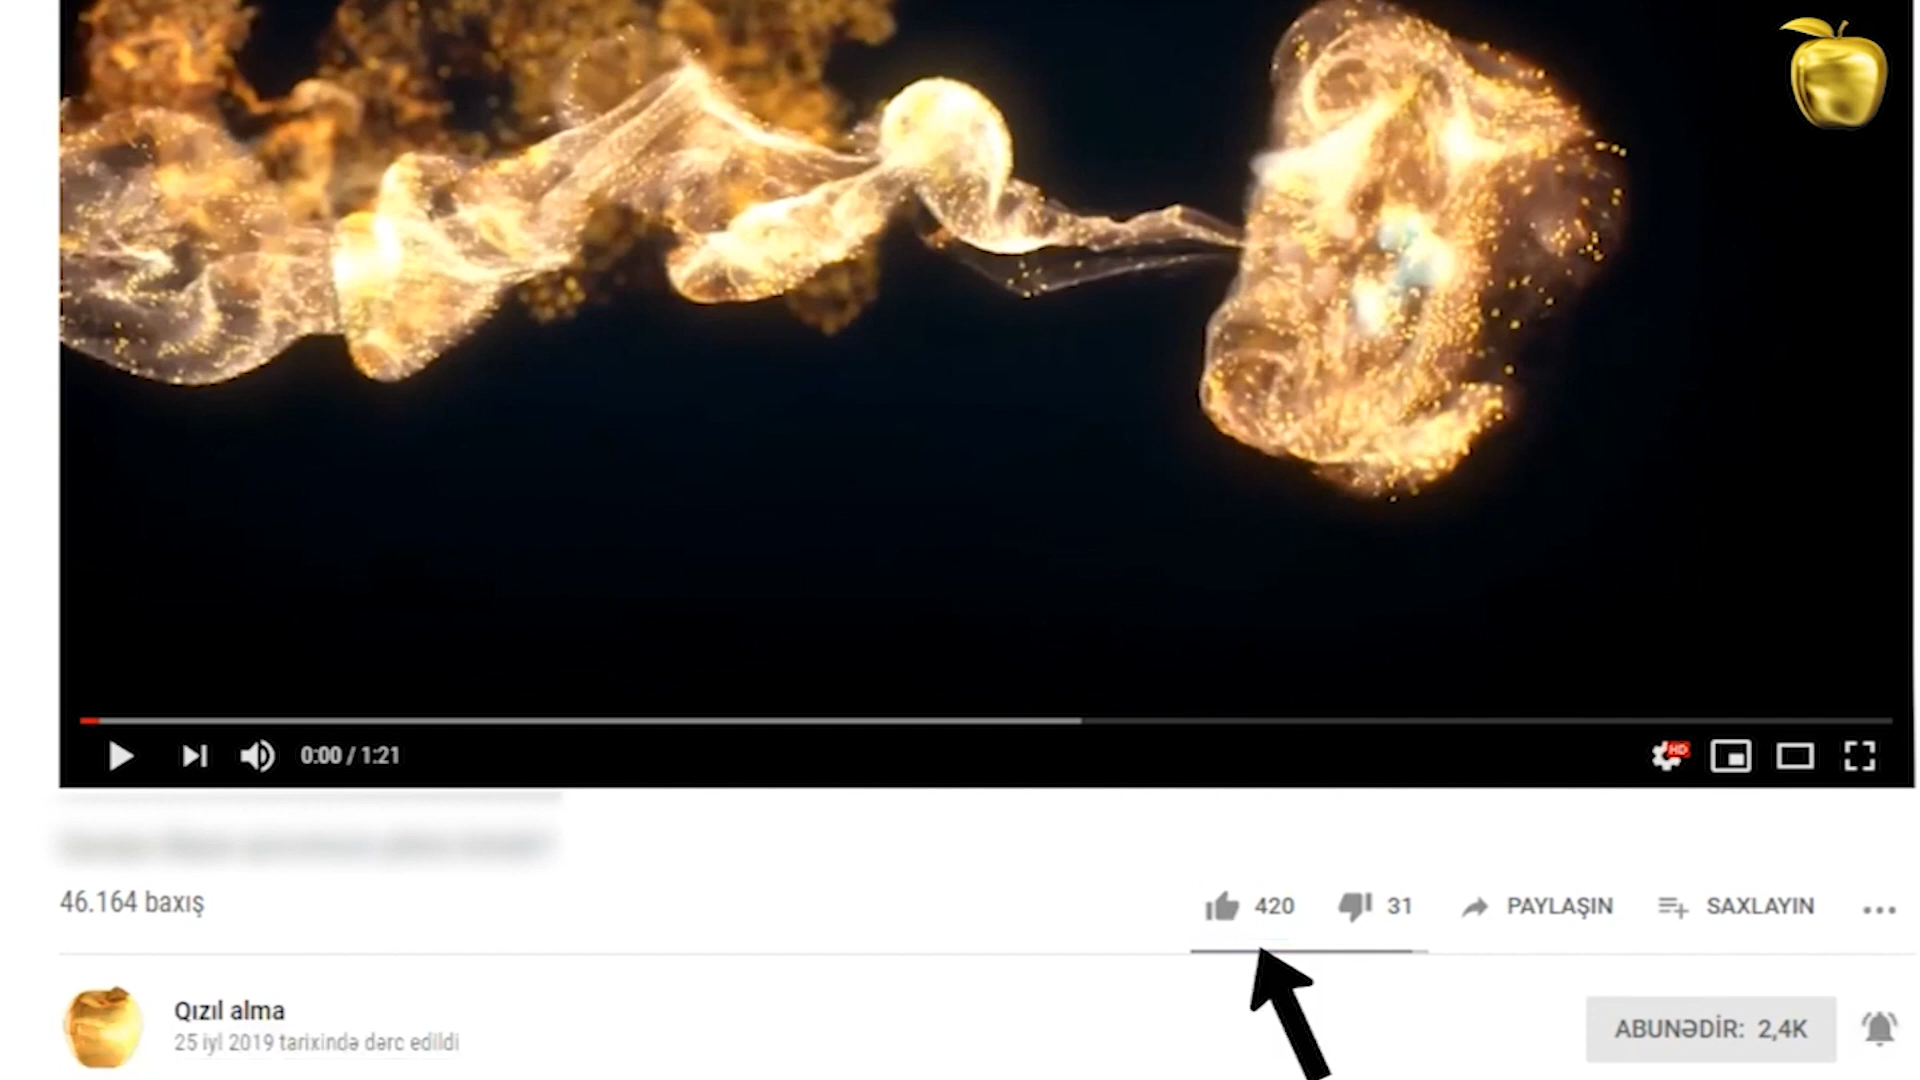 0:00 / 1:21
HD
46.164 baxış
420
31
PAYLAŞIN
SAXLAYIN
Qızıl alma
25 iyl 2019 tarixində dərc edildi
ABUNƏDİR: 2,4K